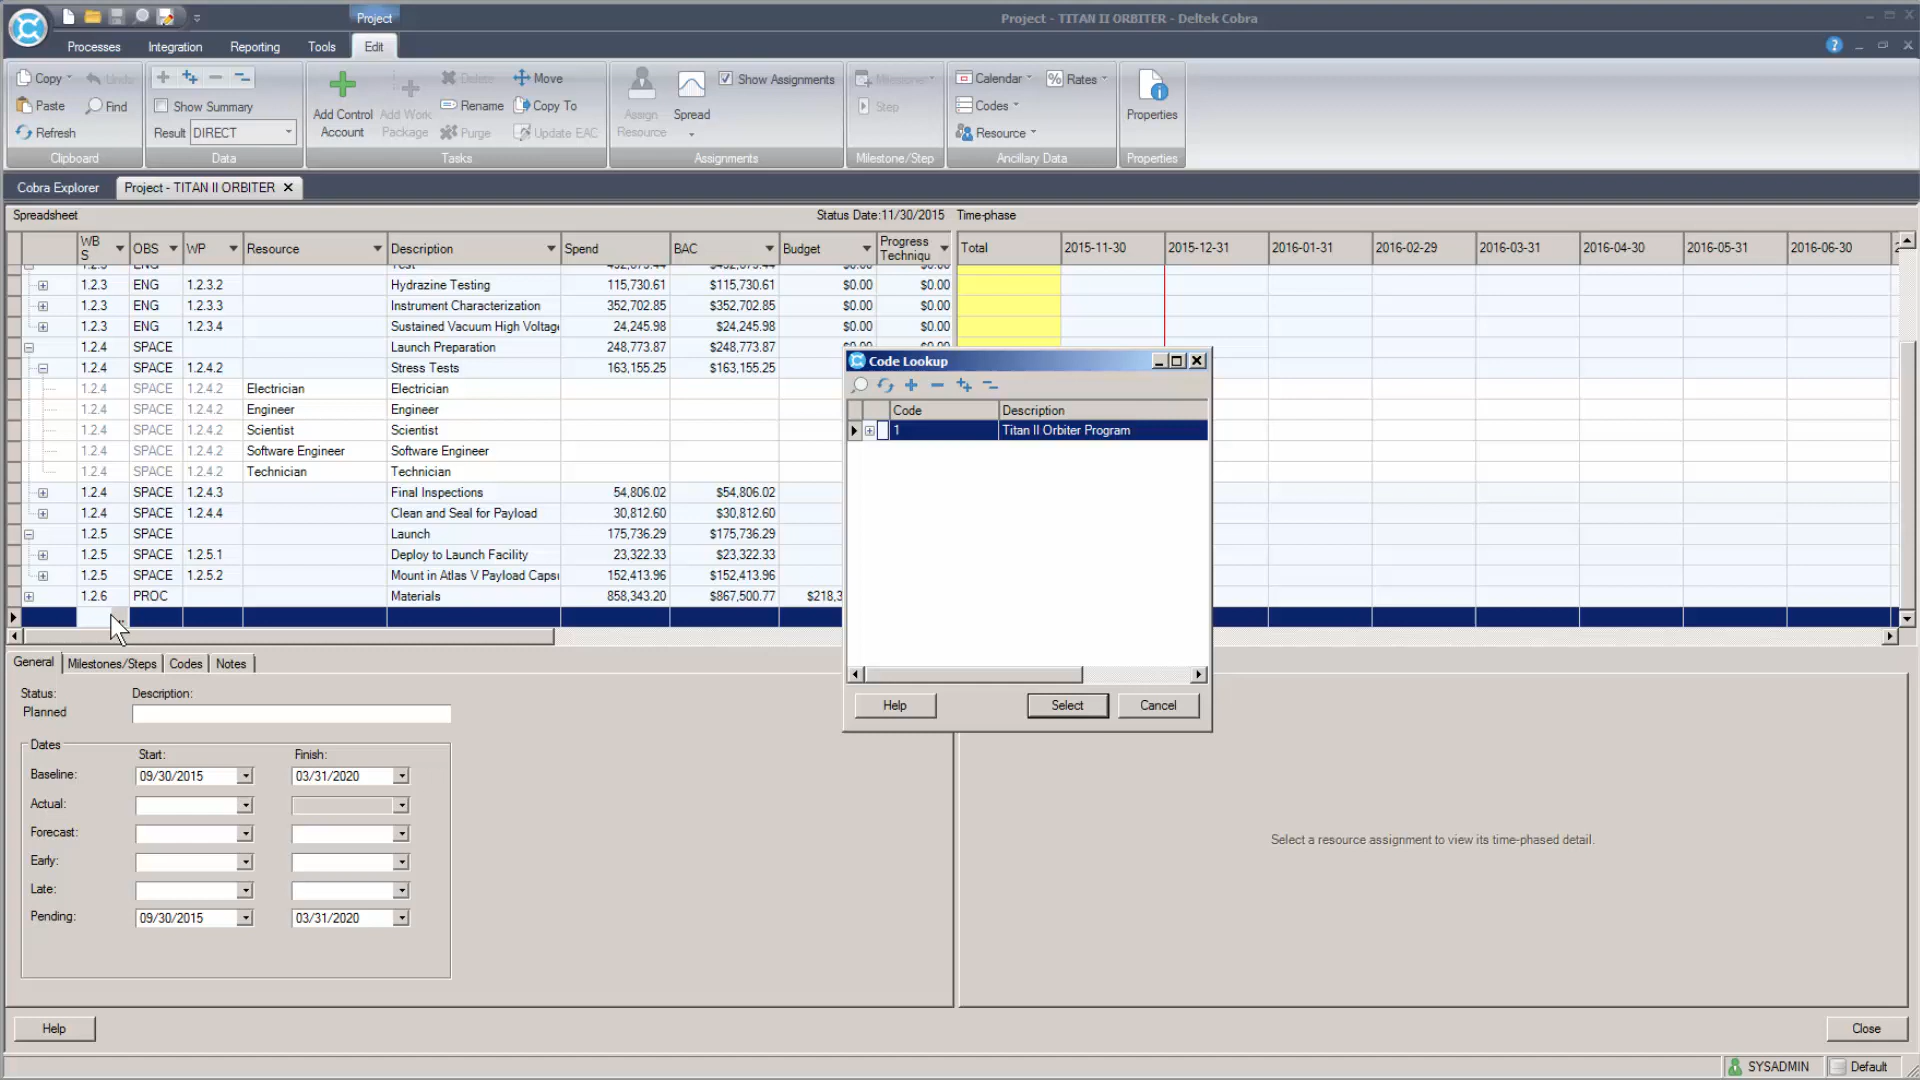 Project
Project - TITAN II ORBITER - Deltek Cobra
Processes Integration Reporting Tools Edit
Copy Undo
Paste Find
Refresh
Clipboard
Show Summary
Result DIRECT
Data
Add Control Account
Add Work Package
Delete Move
Rename Copy To
Purge Update EAC
Tasks
Assign Resource
Spread
Show Assignments
Assignments
Milestone
Step
Milestone/Step
Calendar Rates
Codes
Resource
Ancillary Data
Properties
Properties
Cobra Explorer Project - TITAN II ORBITER
Spreadsheet Status Date:11/30/2015 Time-phase
WB S OBS WP Resource Description Spend BAC Budget Progress Techniqu Total 2015-11-30 2015-12-31 2016-01-31 2016-02-29 2016-03-31 2016-04-30 2016-05-31 2016-06-30
1.2.3 ENG Test 452,675.44 $452,675.44 $0.00 $0.00
1.2.3 ENG 1.2.3.2 Hydrazine Testing 115,730.61 $115,730.61 $0.00 $0.00
1.2.3 ENG 1.2.3.3 Instrument Characterization 352,702.85 $352,702.85 $0.00 $0.00
1.2.3 ENG 1.2.3.4 Sustained Vacuum High Voltage 24,245.98 $24,245.98 $0.00 $0.00
1.2.4 SPACE Launch Preparation 248,773.87 $248,773.87 $0.00 $0.00
1.2.4 SPACE 1.2.4.2 Stress Tests 163,155.25 $163,155.25
1.2.4 SPACE 1.2.4.2 Electrician Electrician
1.2.4 SPACE 1.2.4.2 Engineer Engineer
1.2.4 SPACE 1.2.4.2 Scientist Scientist
1.2.4 SPACE 1.2.4.2 Software Engineer Software Engineer
1.2.4 SPACE 1.2.4.2 Technician Technician
1.2.4 SPACE 1.2.4.3 Final Inspections 54,806.02 $54,806.02
1.2.4 SPACE 1.2.4.4 Clean and Seal for Payload 30,812.60 $30,812.60
1.2.5 SPACE Launch 175,736.29 $175,736.29
1.2.5 SPACE 1.2.5.1 Deploy to Launch Facility 23,322.33 $23,322.33
1.2.5 SPACE 1.2.5.2 Mount in Atlas V Payload Caps 152,413.96 $152,413.96
1.2.6 PROC Materials 858,343.20 $867,500.77 $218,3
Code Lookup
Code Description
1 Titan II Orbiter Program
Help Select Cancel
General Milestones/Steps Codes Notes
Status: Description:
Planned
Dates
Start: Finish:
Baseline: 09/30/2015 03/31/2020
Actual:
Forecast:
Early:
Late:
Pending: 09/30/2015 03/31/2020
Select a resource assignment to view its time-phased detail.
Help Close
SYSADMIN Default